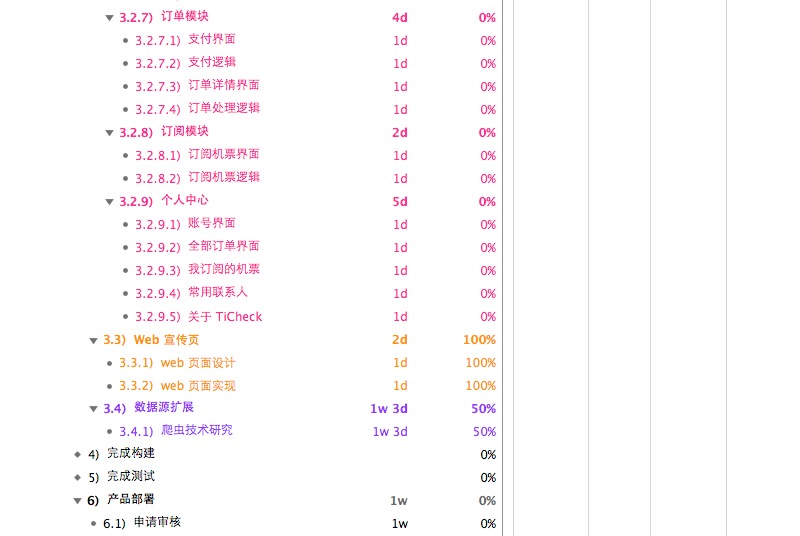 3.2.7) 订单模块 4d 0%
3.2.7.1) 支付界面 1d 0%
3.2.7.2) 支付逻辑 1d 0%
3.2.7.3) 订单详情界面 1d 0%
3.2.7.4) 订单处理逻辑 1d 0%
3.2.8) 订阅模块 2d 0%
3.2.8.1) 订阅机票界面 1d 0%
3.2.8.2) 订阅机票逻辑 1d 0%
3.2.9) 个人中心 5d 0%
3.2.9.1) 账号界面 1d 0%
3.2.9.2) 全部订单界面 1d 0%
3.2.9.3) 我订阅的机票 1d 0%
3.2.9.4) 常用联系人 1d 0%
3.2.9.5) 关于 TiCheck 1d 0%
3.3) Web 宣传页 2d 100%
3.3.1) web 页面设计 1d 100%
3.3.2) web 页面实现 1d 100%
3.4) 数据源扩展 1w 3d 50%
3.4.1) 爬虫技术研究 1w 3d 50%
4) 完成构建 0%
5) 完成测试 0%
6) 产品部署 1w 0%
6.1) 申请审核 1w 0%